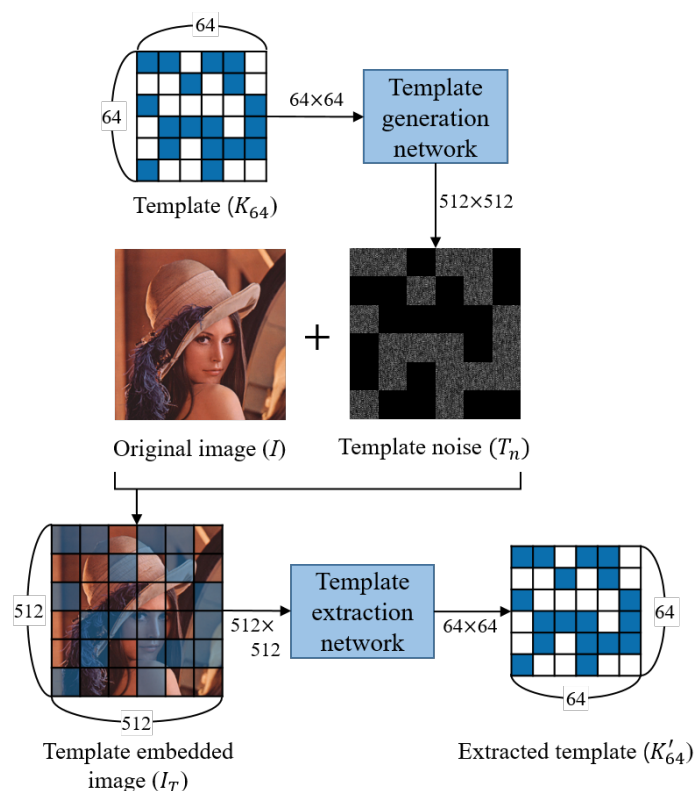 64
64
64×64
Template
generation
network
Template (K₆₄)
512×512
+
Original image (I)
Template noise (Tₙ)
512
512×
512
Template
extraction
network
64×64
64
512
64
Template embedded
image (I_T)
Extracted template (K′₆₄)